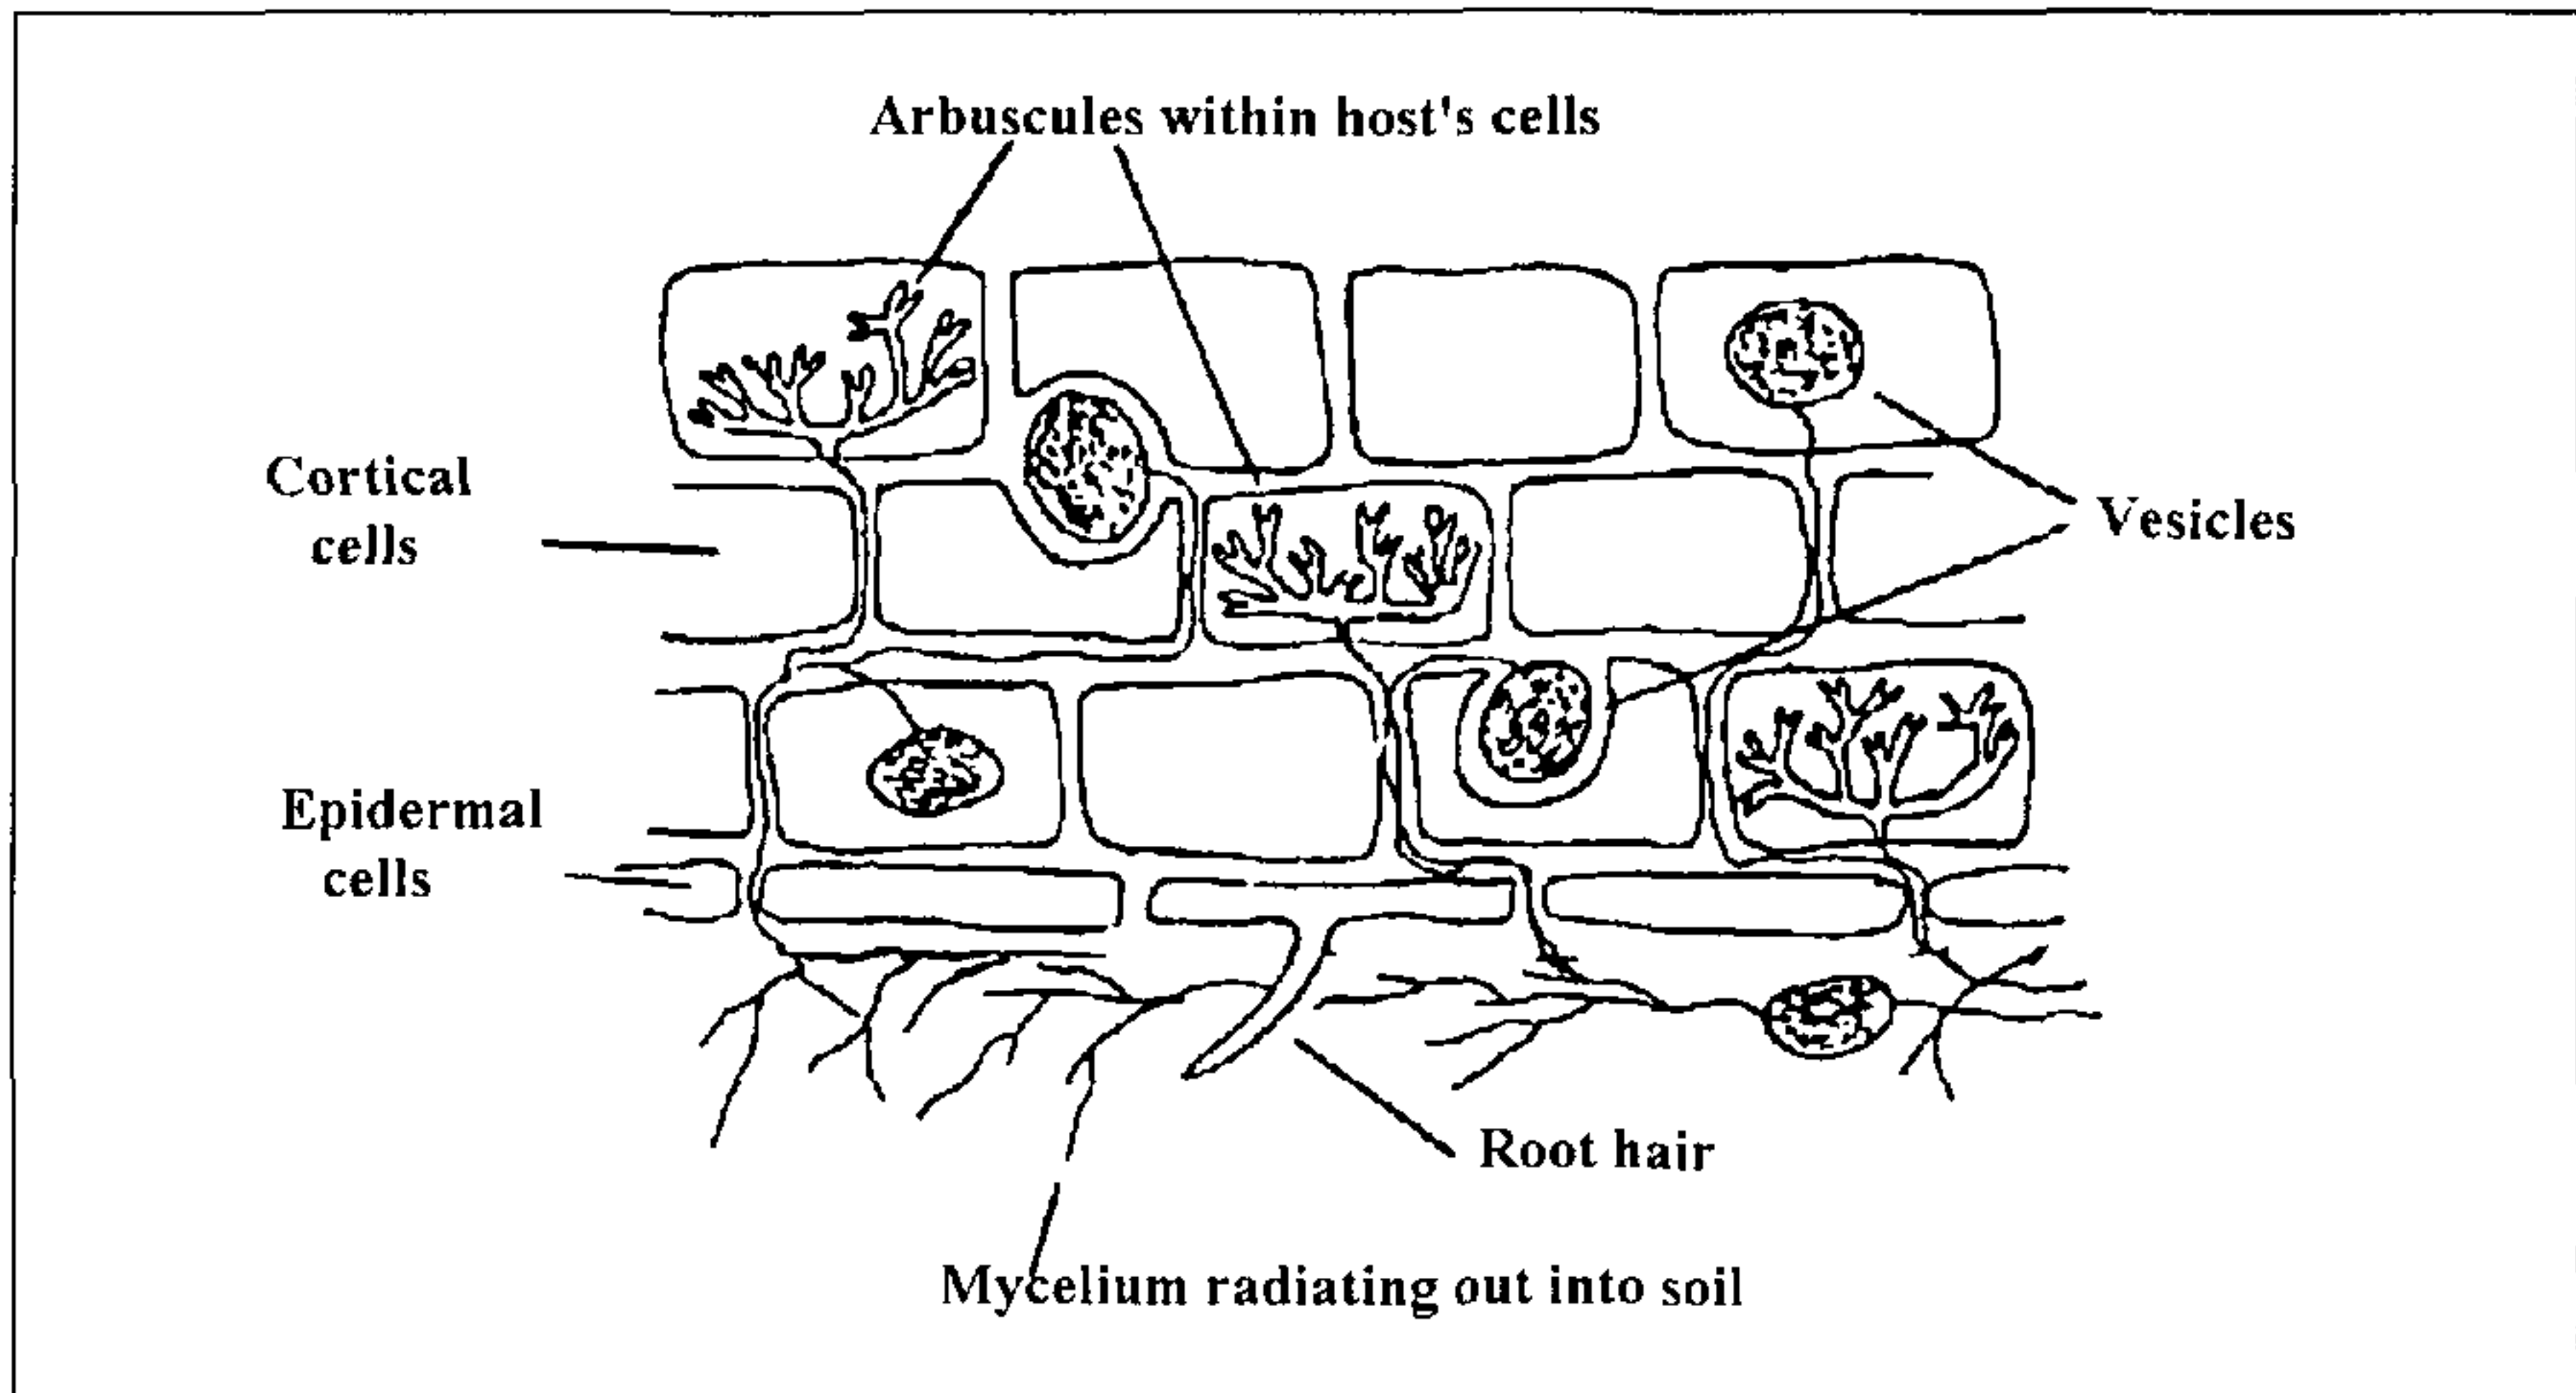 Arbuscules within host's cells
Cortical
cells
Vesicles
Epidermal
cells
Root hair
Mycelium radiating out into soil